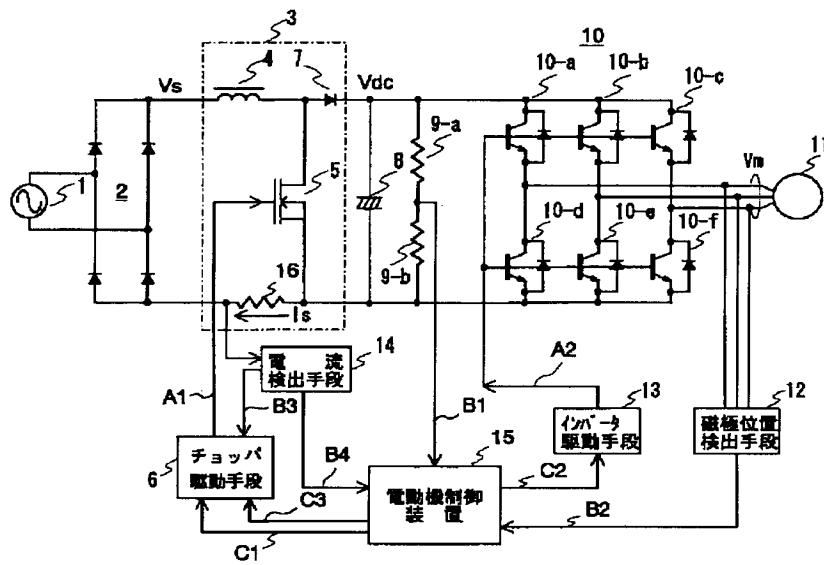 3
10
4
7
10-a
10-b
10-c
Vs
Vdc
9-a
11
Vm
8
5
1
2
10-d
10-e
10-f
9-b
16
Is
14
電流
検出手段
A2
13
12
A1
B3
B1
インバータ
駆動手段
磁極位置
検出手段
15
チョッパ
駆動手段
6
B4
電動機制御
装置
C2
C3
B2
C1